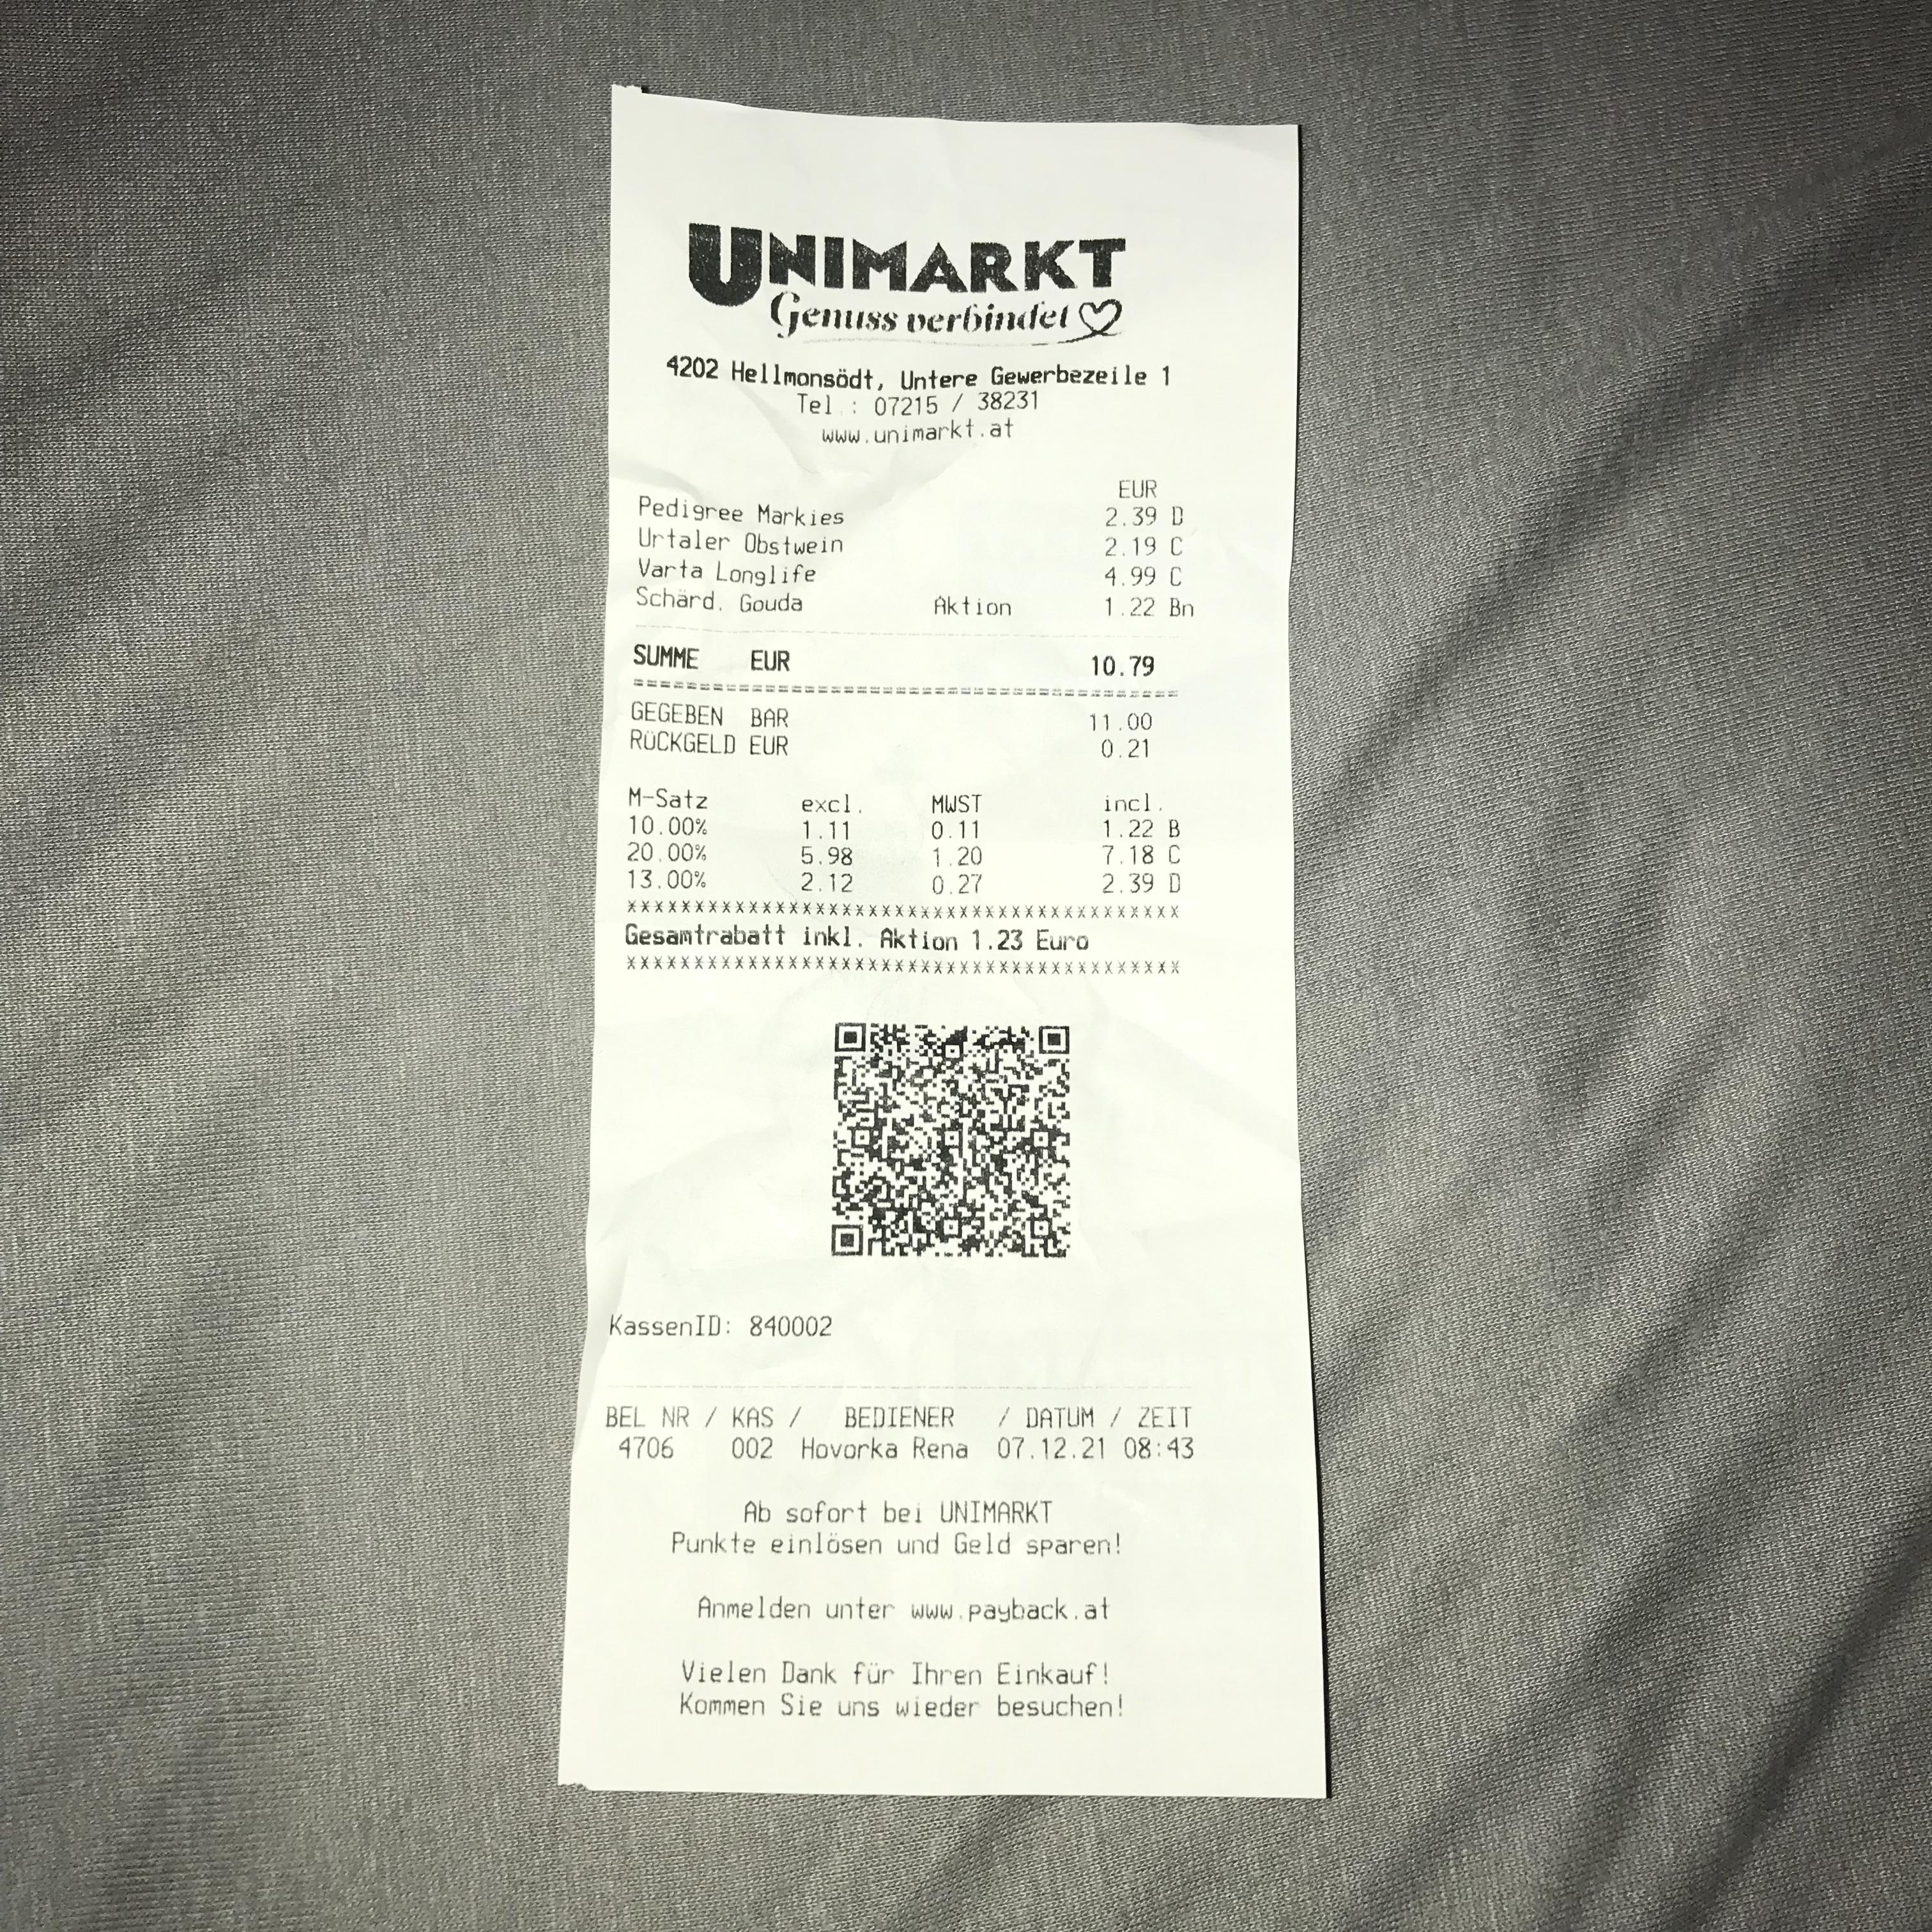 UNIMARKT
Genuss verbindet
4202 Hellmonsödt, Untere Gewerbezeile 1
Tel.: 07215 / 38231
www.unimarkt.at
EUR
Pedigree Markies 2.39 D
Urtaler Obstwein 2.19 C
Varta Longlife 4.99 C
Schärd. Gouda Aktion 1.22 Bn
SUMME EUR 10.79
GEGEBEN BAR 11.00
RÜCKGELD EUR 0.21
M-Satz excl. MWST incl.
10.00% 1.11 0.11 1.22 B
20.00% 5.98 1.20 7.18 C
13.00% 2.12 0.27 2.39 D
Gesamtrabatt inkl. Aktion 1.23 Euro
KassenID: 840002
BEL NR / KAS / BEDIENER / DATUM / ZEIT
4706 002 Hovorka Rena 07.12.21 08:43
Ab sofort bei UNIMARKT
Punkte einlösen und Geld sparen!
Anmelden unter www.payback.at
Vielen Dank für Ihren Einkauf!
Kommen Sie uns wieder besuchen!